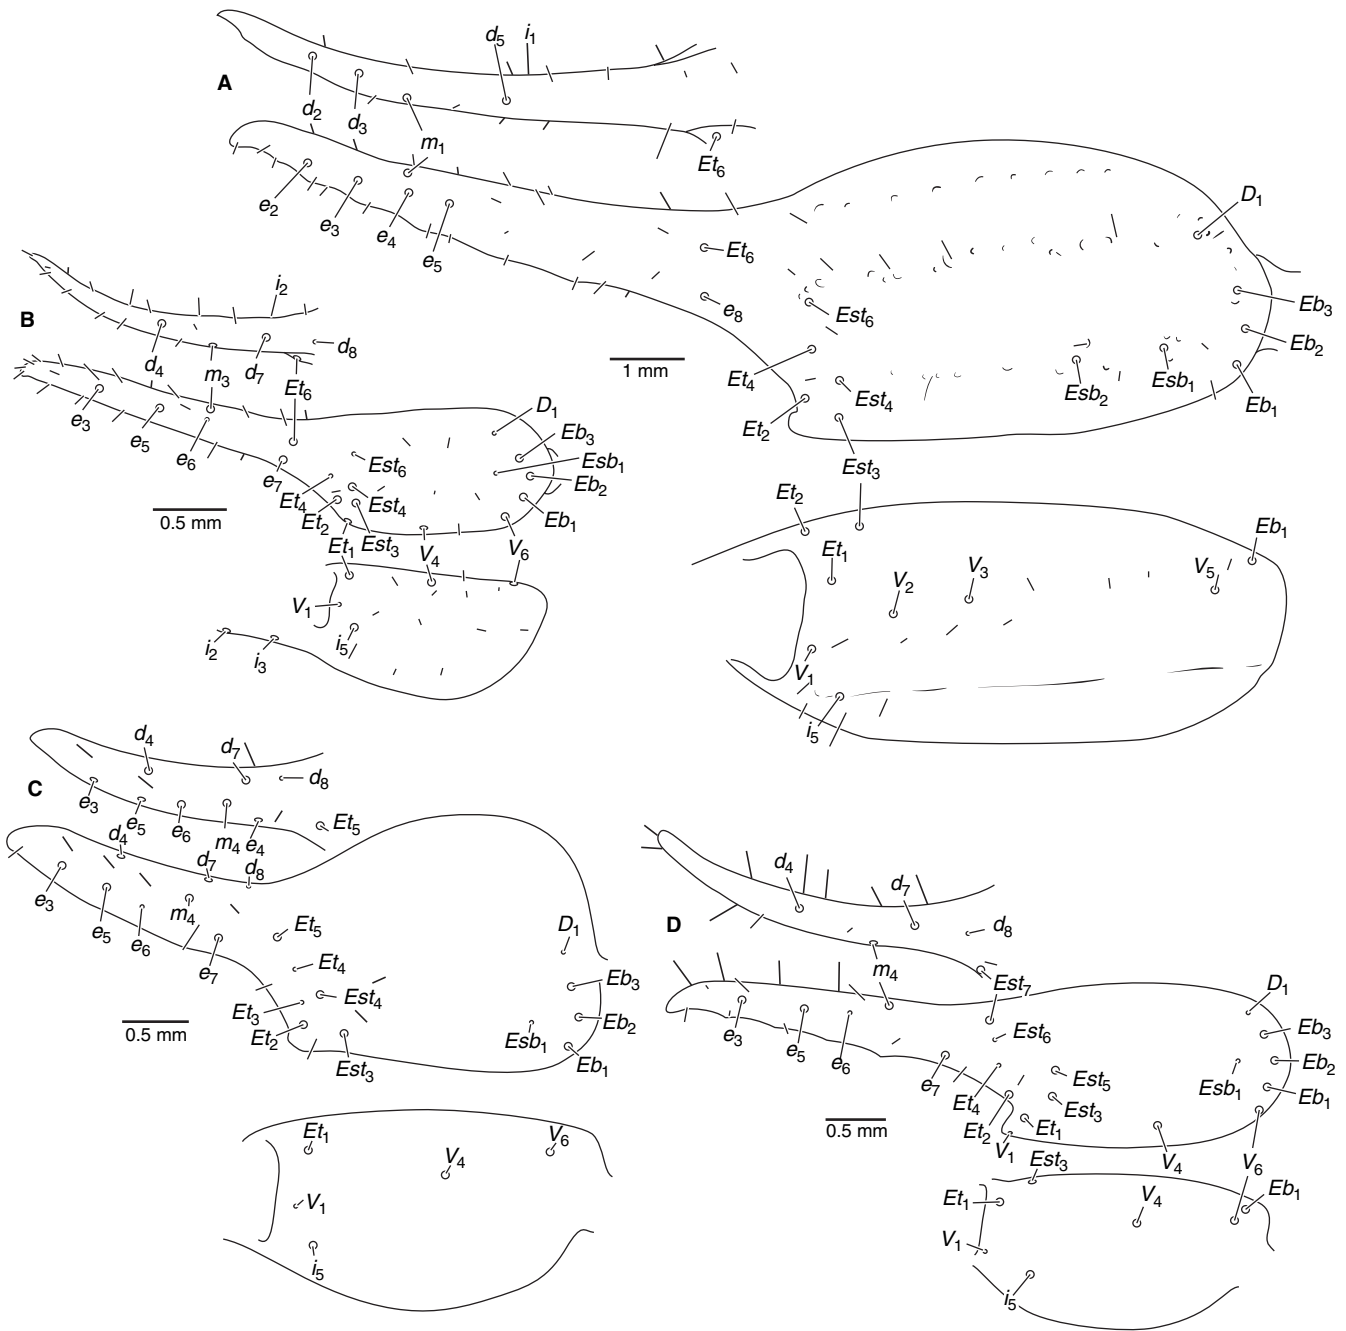 A
d5 i1
d2 d3 m1
Et6
e2 e3 e4 e5
Et6
e8
D1
Eb3
Eb2
Eb1
Est6
Et4
Est4
Et2
Est3
Esb2 Esb1
1 mm
Et2
Et1
V2 V3 V5
Eb1
V1
i5
B
i2
d8
d4 m3 d7
Et6
e3 e5 e6 e7
D1
Eb3
Esb1
Eb2
Eb1
Est6
Et4 Est4
Et2
Et1 Est3 V4 V6
0.5 mm
V1
i2 i3 i5
C
d4 d7
d8
e3 e5 e6 m4 e4 Et5
d4 d7 d8
e3 e5 e6 m4 e7
Et5
Et4
Et3 Est4
Et2
Est3
D1
Eb3
Eb2
Esb1
Eb1
0.5 mm
Et1 V4 V6
V1
i5
D
d4 d7
d8
m4
Est7
e3 e5 e6 e7
Est6
D1
Eb3
Eb2
Esb1 Eb1
Et4 Est5
Est3
Et2 Et1
V1
V4 V6
0.5 mm
Est3
Et1 V4 Eb1
V1
i5